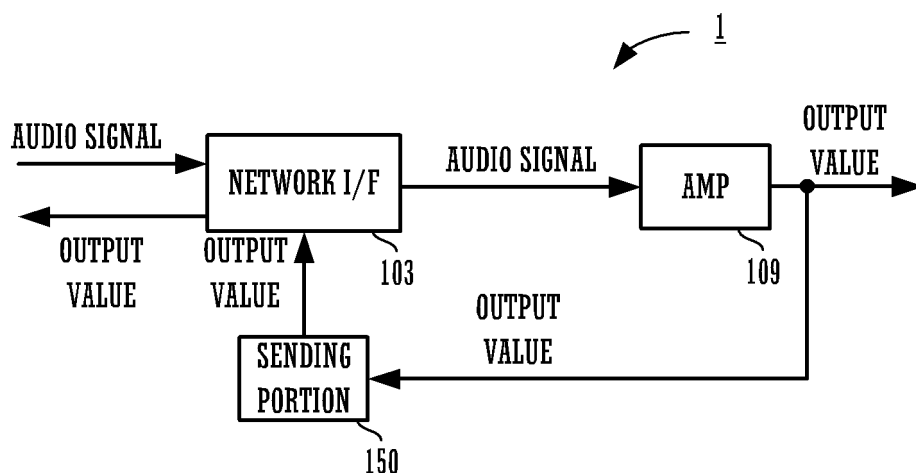 1
AUDIO SIGNAL
NETWORK I/F
AUDIO SIGNAL
AMP
OUTPUT
VALUE
OUTPUT
VALUE
OUTPUT
VALUE
103
109
OUTPUT
VALUE
SENDING
PORTION
150